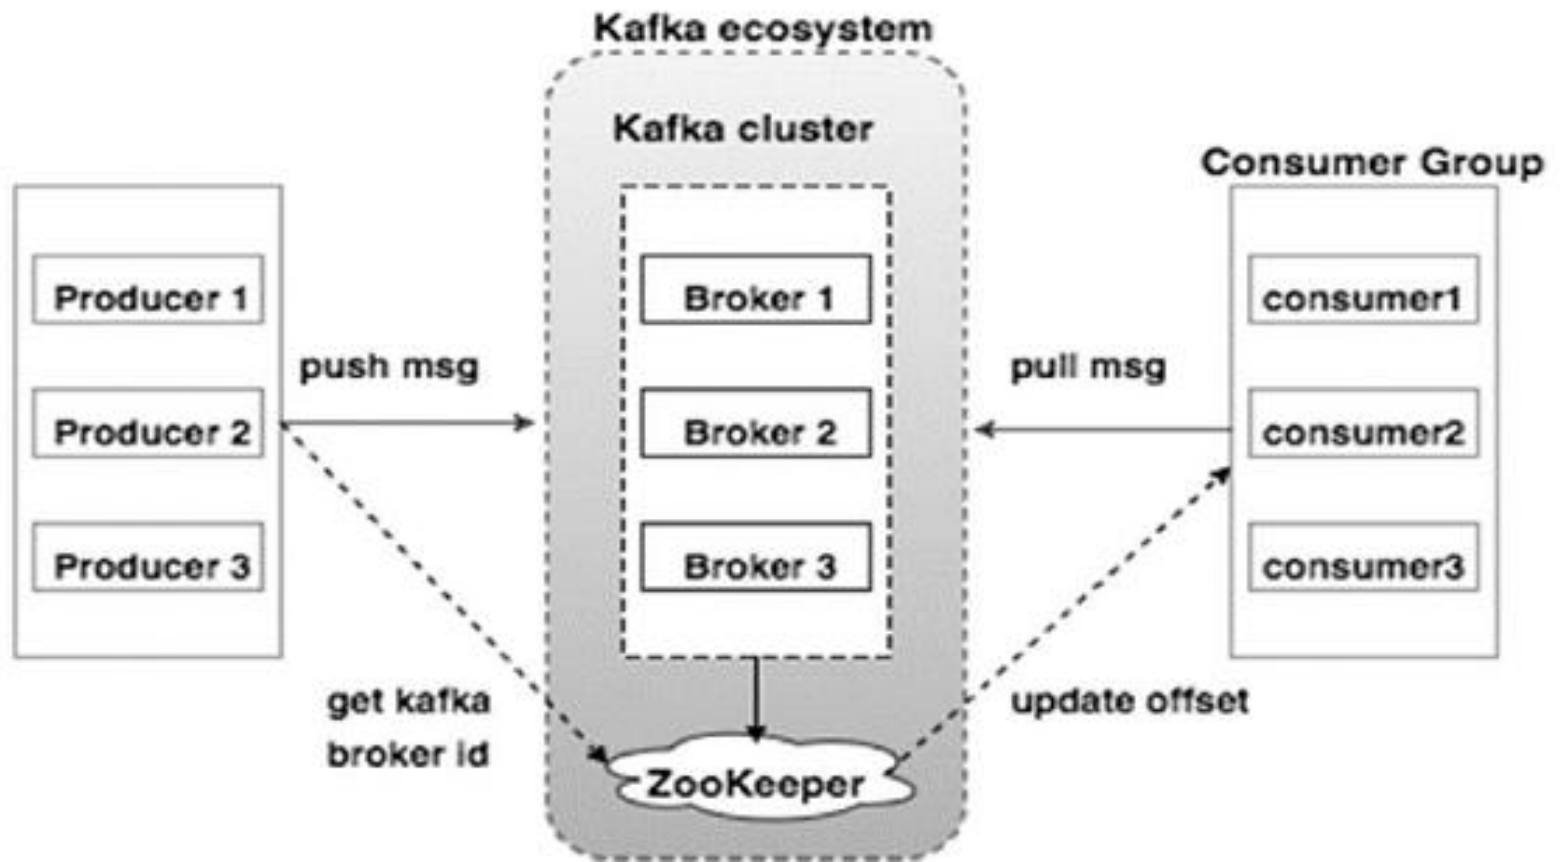 Kafka ecosystem
Kafka cluster
Consumer Group
Producer 1
Broker 1
consumer1
push msg
pull msg
Producer 2
Broker 2
consumer2
Producer 3
Broker 3
consumer3
get kafka
broker id
update offset
ZooKeeper